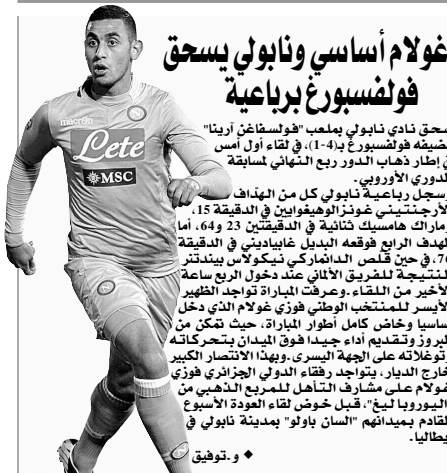 غولام أساسي ونابولي يسحق
فولفسبورغ برباعية
سحق نادي نابولي بملعب "فولسفاغن آرينا"
مضيفه فولفسبورغ بـ(4-1)، في لقاء أول أمس
في إطار ذهاب الدور ربع النهائي لمسابقة
الدوري الأوروبي.
وسجل رباعية نابولي كل من الهداف
الأرجنتيني غونزالو هيغوايين في الدقيقة 15،
وماراك هامسيك ثنائية في الدقيقتين 23 و64، أما
الهدف الرابع فوقعه البديل غابياديني في الدقيقة
76، في حين قلص الدانماركي نيكولاس بيندتنر
النتيجة للفريق الألماني عند دخول الربع ساعة
الأخير من اللقاء. وعرفت المباراة تواجد الظهير
الأيسر للمنتخب الوطني فوزي غولام الذي دخل
أساسيا وخاض كامل أطوار المباراة، حيث تمكن من
البروز وتقديم أداء جيدا فوق الميدان بتحركاته
وتوغلاته على الجهة اليسرى. وبهذا الانتصار الكبير
خارج الديار، يتواجد رفقاء الدولي الجزائري فوزي
غولام على مشارف التأهل للمربع الذهبي من
"اليوروبا ليغ"، قبل خوض لقاء العودة الأسبوع
القادم بميدانهم "السان باولو" بمدينة نابولي في
إيطاليا.
◆ و.توفيق
macron
Lete
MSC